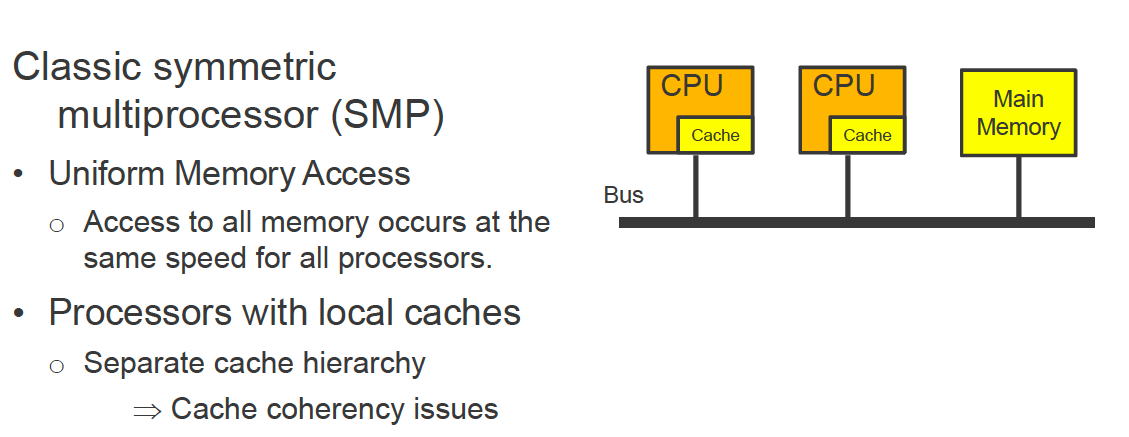 Classic symmetric
multiprocessor (SMP)
• Uniform Memory Access
○ Access to all memory occurs at the
same speed for all processors.
• Processors with local caches
○ Separate cache hierarchy
⇒ Cache coherency issues
CPU
Cache
CPU
Cache
Main
Memory
Bus